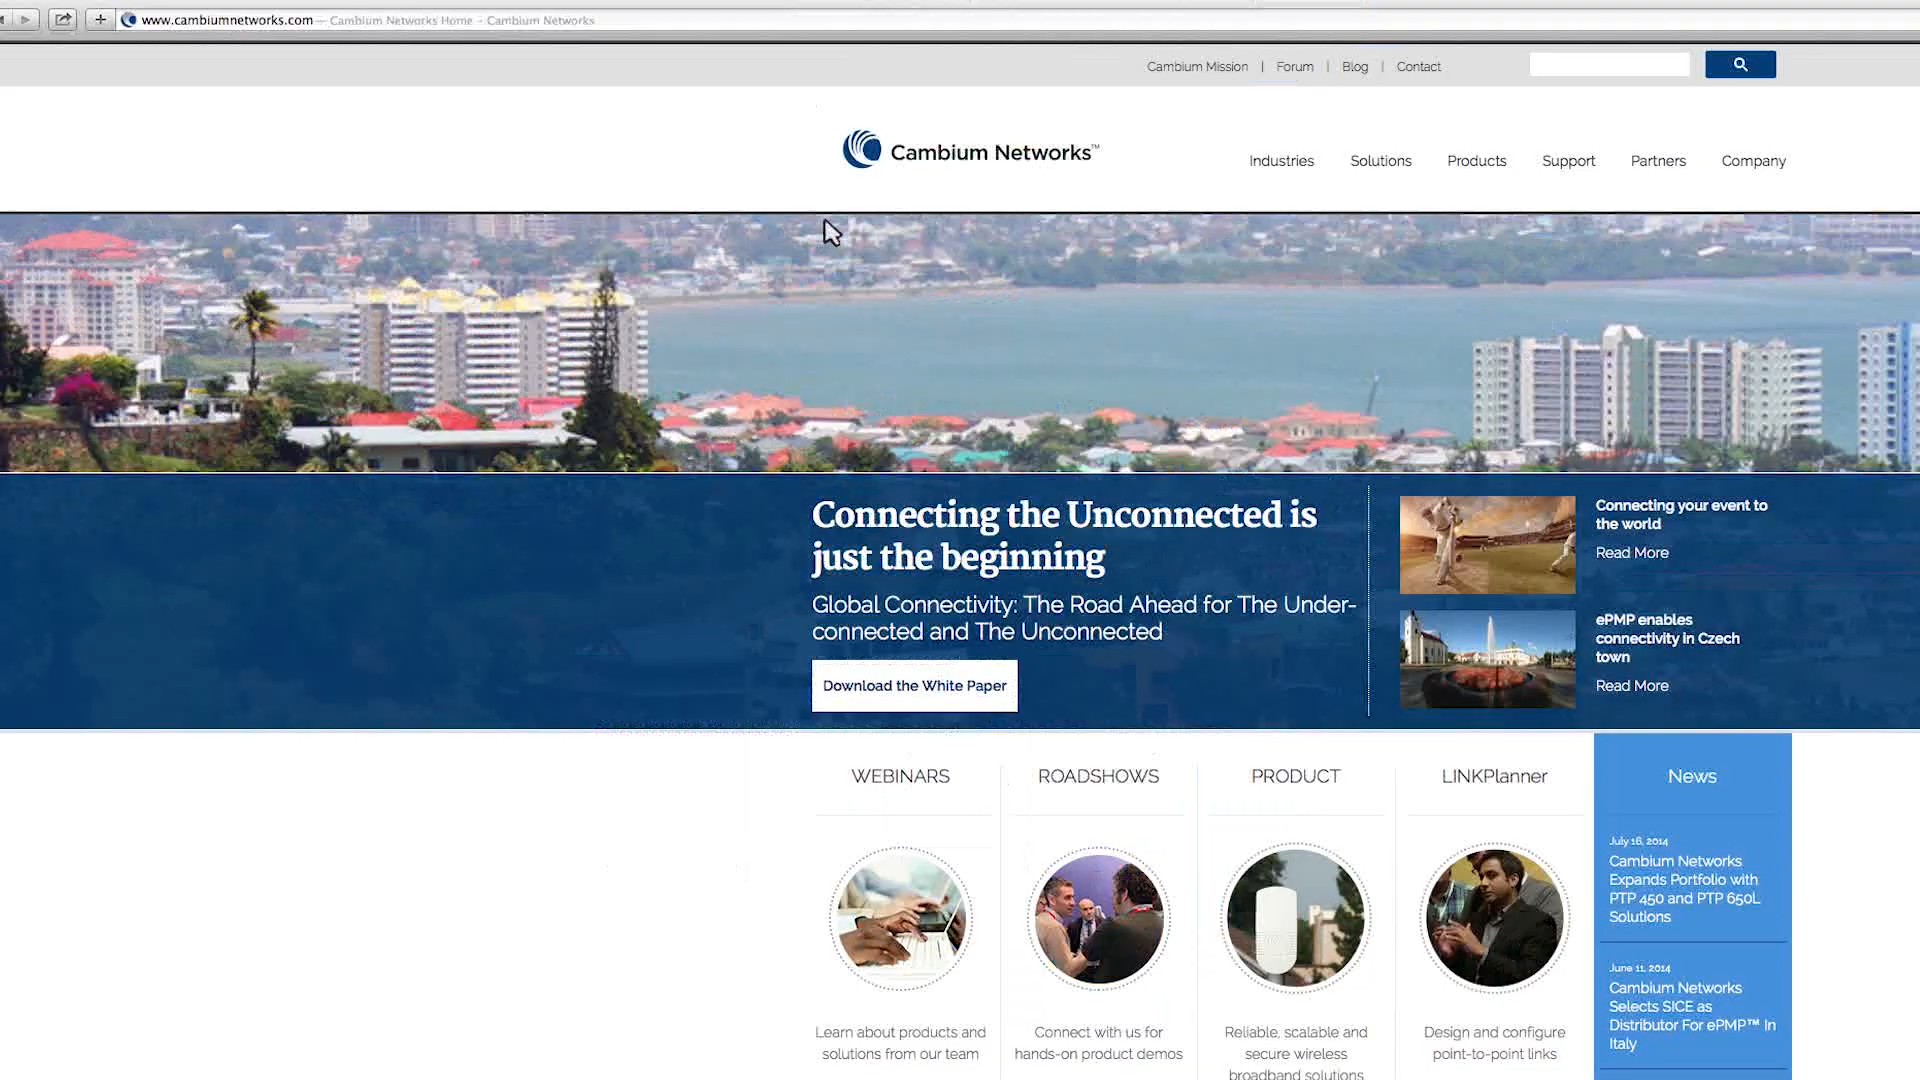 www.cambiumnetworks.com — Cambium Networks Home - Cambium Networks
Cambium Mission | Forum | Blog | Contact
Cambium Networks™
Industries Solutions Products Support Partners Company
Connecting the Unconnected is
just the beginning
Global Connectivity: The Road Ahead for The Under-
connected and The Unconnected
Download the White Paper
Connecting your event to
the world
Read More
ePMP enables
connectivity in Czech
town
Read More
WEBINARS
Learn about products and
solutions from our team
ROADSHOWS
Connect with us for
hands-on product demos
PRODUCT
Reliable, scalable and
secure wireless
broadband solutions
LINKPlanner
Design and configure
point-to-point links
News
July 16, 2014
Cambium Networks
Expands Portfolio with
PTP 450 and PTP 650L
Solutions
June 11, 2014
Cambium Networks
Selects SICE as
Distributor For ePMP™ In
Italy